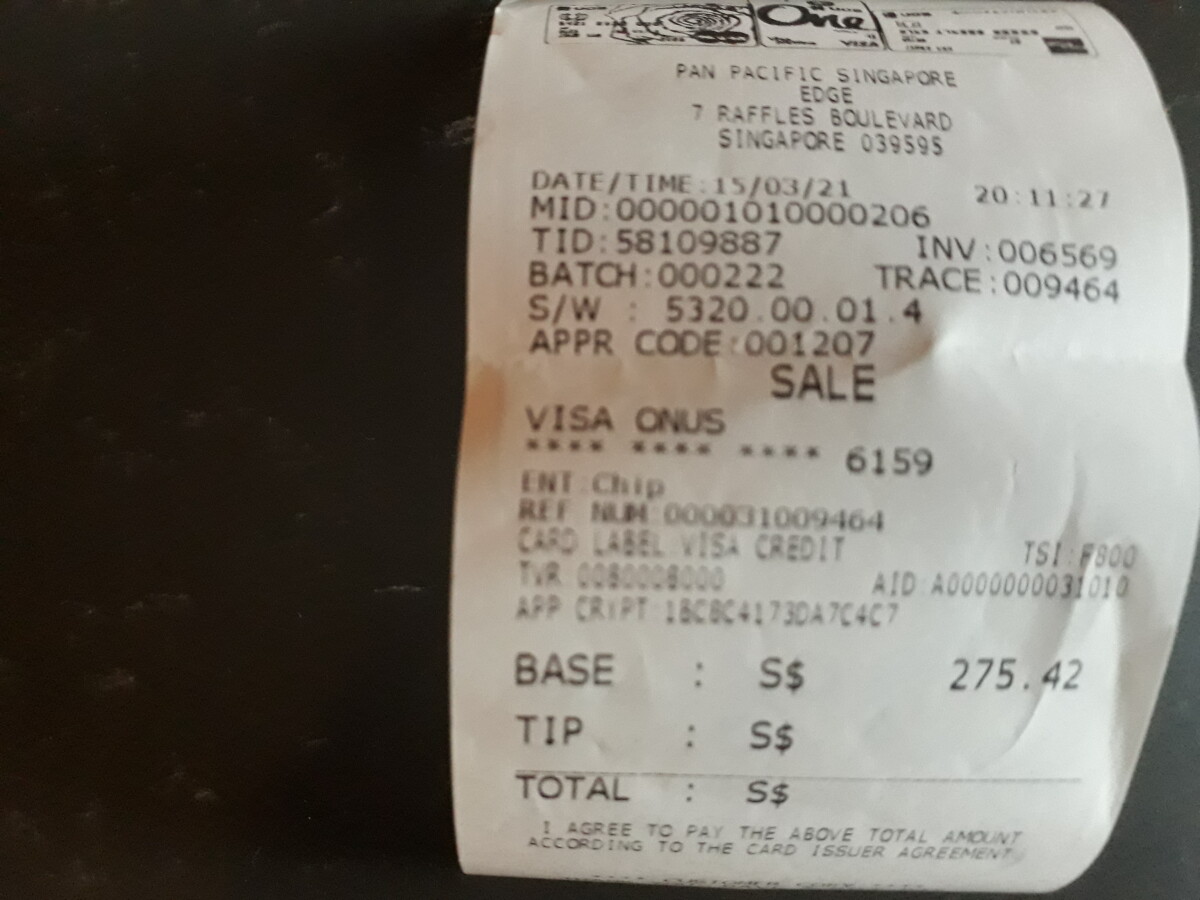 One
VISA
PAN PACIFIC SINGAPORE
EDGE
7 RAFFLES BOULEVARD
SINGAPORE 039595
DATE/TIME:15/03/21 20:11:27
MID:000001010000206
TID:58109887 INV:006569
BATCH:000222 TRACE:009464
S/W : 5320.00.01.4
APPR CODE:001207
SALE
VISA ONUS
**** **** **** 6159
ENT:Chip
REF NUM:000031009464
CARD LABEL:VISA CREDIT TSI:F800
TVR 0080008000 AID:A0000000031010
APP CRYPT:
BASE : S$ 275.42
TIP : S$
TOTAL : S$
I AGREE TO PAY THE ABOVE TOTAL AMOUNT
ACCORDING TO THE CARD ISSUER AGREEMENT